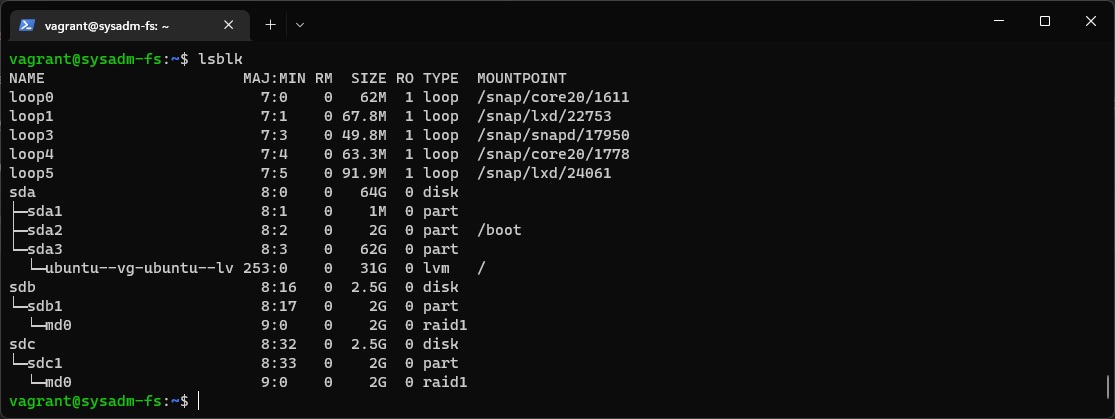 vagrant@sysadm-fs: ~
vagrant@sysadm-fs:~$ lsblk
NAME                      MAJ:MIN RM  SIZE RO TYPE  MOUNTPOINT
loop0                       7:0    0   62M  1 loop  /snap/core20/1611
loop1                       7:1    0 67.8M  1 loop  /snap/lxd/22753
loop3                       7:3    0 49.8M  1 loop  /snap/snapd/17950
loop4                       7:4    0 63.3M  1 loop  /snap/core20/1778
loop5                       7:5    0 91.9M  1 loop  /snap/lxd/24061
sda                         8:0    0   64G  0 disk
├─sda1                      8:1    0    1M  0 part
├─sda2                      8:2    0    2G  0 part  /boot
└─sda3                      8:3    0   62G  0 part
  └─ubuntu--vg-ubuntu--lv 253:0    0   31G  0 lvm   /
sdb                         8:16   0  2.5G  0 disk
└─sdb1                      8:17   0    2G  0 part
  └─md0                     9:0    0    2G  0 raid1
sdc                         8:32   0  2.5G  0 disk
└─sdc1                      8:33   0    2G  0 part
  └─md0                     9:0    0    2G  0 raid1
vagrant@sysadm-fs:~$